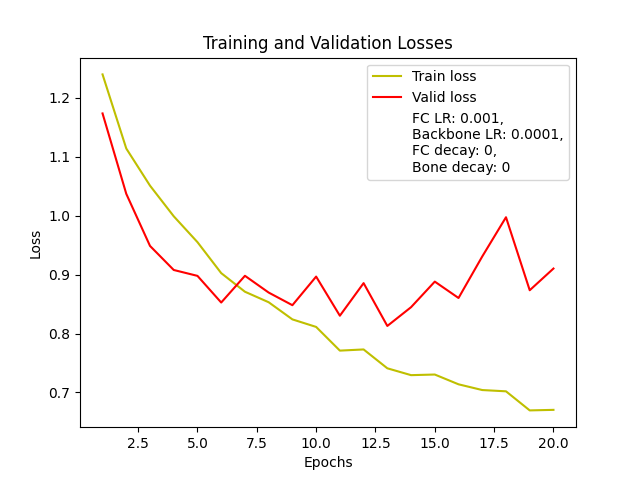 Training and Validation Losses
Train loss
Valid loss
FC LR: 0.001,
Backbone LR: 0.0001,
FC decay: 0,
Bone decay: 0
Loss
1.2
1.1
1.0
0.9
0.8
0.7
2.5 5.0 7.5 10.0 12.5 15.0 17.5 20.0
Epochs